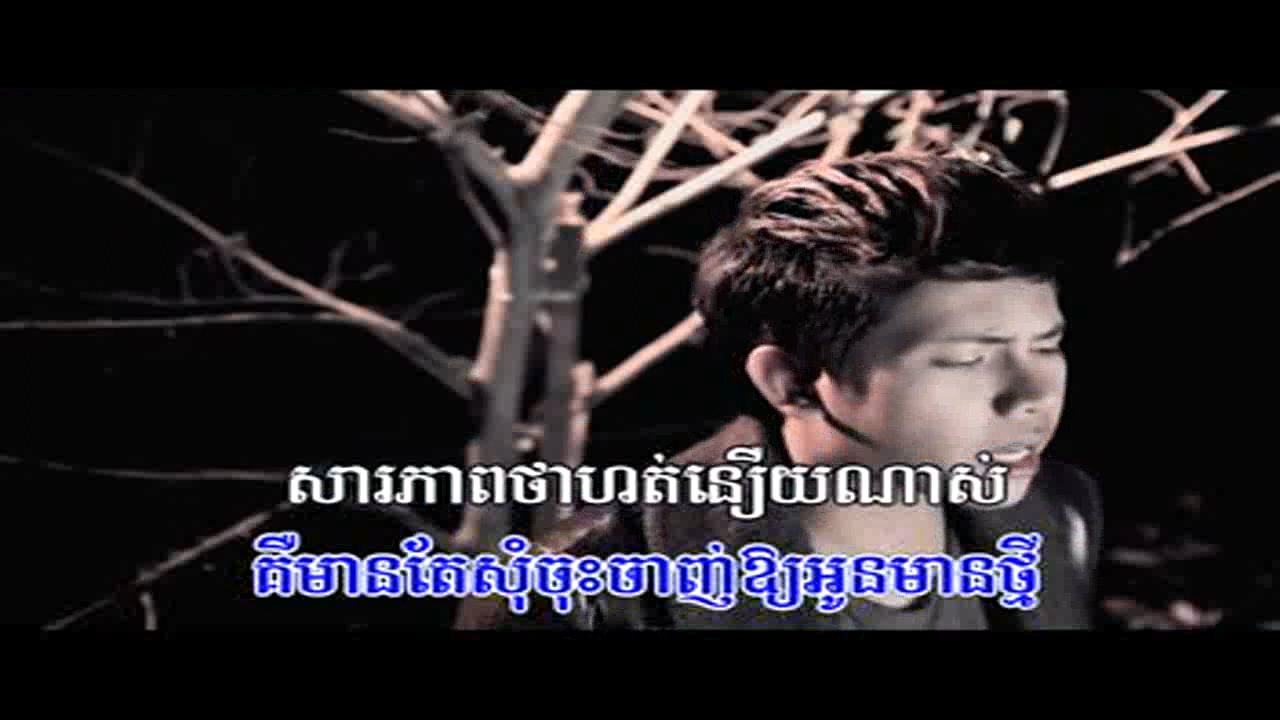 សារភាពថាហត់នឿយណាស់
គឺមានតែសុំចុះចាញ់ឱ្យអូនមានថ្មី